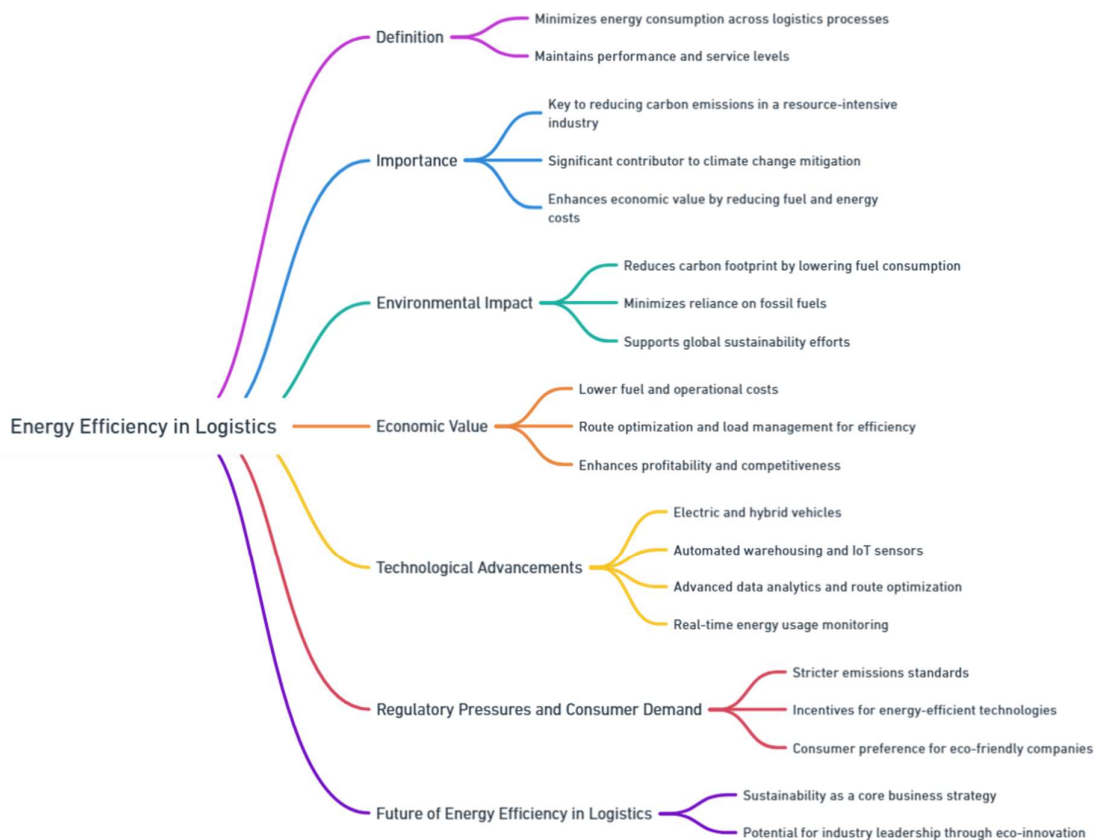 Energy Efficiency in Logistics
Definition
Minimizes energy consumption across logistics processes
Maintains performance and service levels
Importance
Key to reducing carbon emissions in a resource-intensive
industry
Significant contributor to climate change mitigation
Enhances economic value by reducing fuel and energy
costs
Environmental Impact
Reduces carbon footprint by lowering fuel consumption
Minimizes reliance on fossil fuels
Supports global sustainability efforts
Economic Value
Lower fuel and operational costs
Route optimization and load management for efficiency
Enhances profitability and competitiveness
Technological Advancements
Electric and hybrid vehicles
Automated warehousing and IoT sensors
Advanced data analytics and route optimization
Real-time energy usage monitoring
Regulatory Pressures and Consumer Demand
Stricter emissions standards
Incentives for energy-efficient technologies
Consumer preference for eco-friendly companies
Future of Energy Efficiency in Logistics
Sustainability as a core business strategy
Potential for industry leadership through eco-innovation